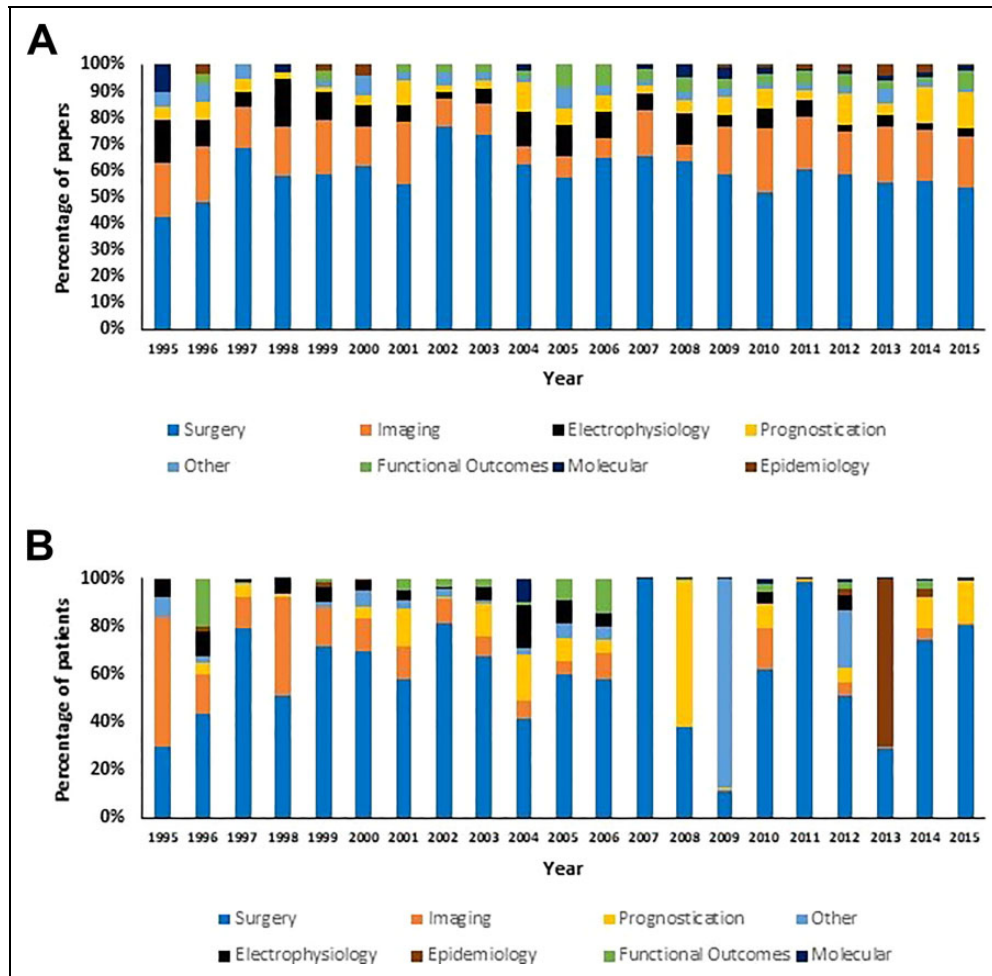 A
Percentage of papers
100%
90%
80%
70%
60%
50%
40%
30%
20%
10%
0%
1995 1996 1997 1998 1999 2000 2001 2002 2003 2004 2005 2006 2007 2008 2009 2010 2011 2012 2013 2014 2015
Year
Surgery Imaging Electrophysiology Prognostication
Other Functional Outcomes Molecular Epidemiology
B
Percentage of patients
100%
80%
60%
40%
20%
0%
1995 1996 1997 1998 1999 2000 2001 2002 2003 2004 2005 2006 2007 2008 2009 2010 2011 2012 2013 2014 2015
Year
Surgery Imaging Prognostication Other
Electrophysiology Epidemiology Functional Outcomes Molecular